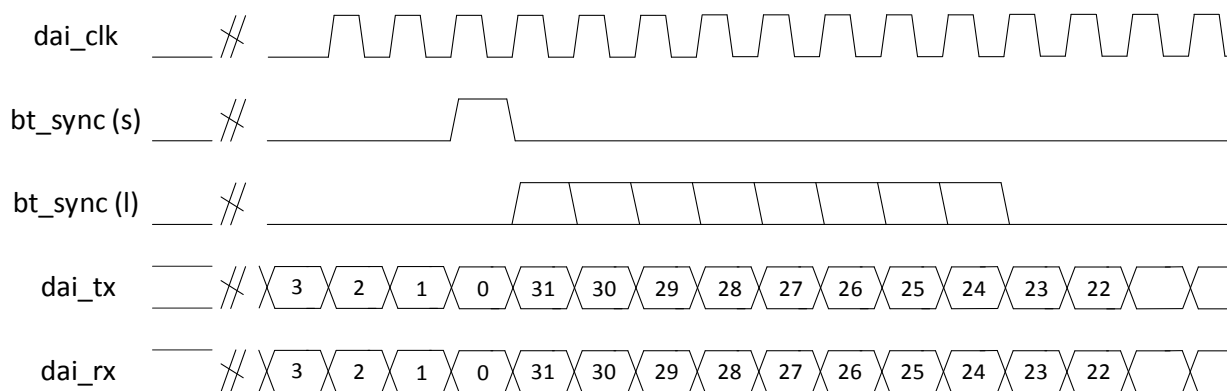 dai_clk
bt_sync (s)
bt_sync (l)
dai_tx 3 2 1 0 31 30 29 28 27 26 25 24 23 22
dai_rx 3 2 1 0 31 30 29 28 27 26 25 24 23 22